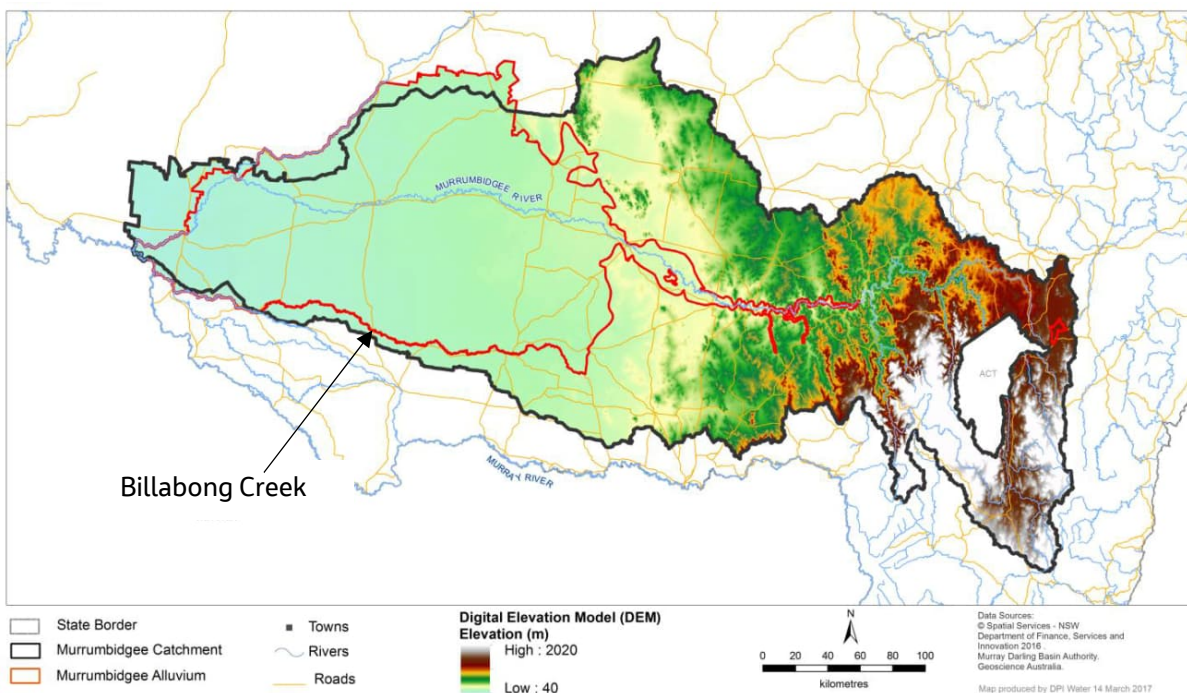 MURRUMBIDGEE RIVER
ACT
Billabong Creek
MURRAY RIVER
State Border
Murrumbidgee Catchment
Murrumbidgee Alluvium
Towns
Rivers
Roads
Digital Elevation Model (DEM)
Elevation (m)
High : 2020
Low : 40
N
0 20 40 60 80 100
kilometres
Data Sources:
© Spatial Services - NSW
Department of Finance, Services and
Innovation 2016 .
Murray Darling Basin Authority.
Geoscience Australia.
Map produced by DPI Water 14 March 2017